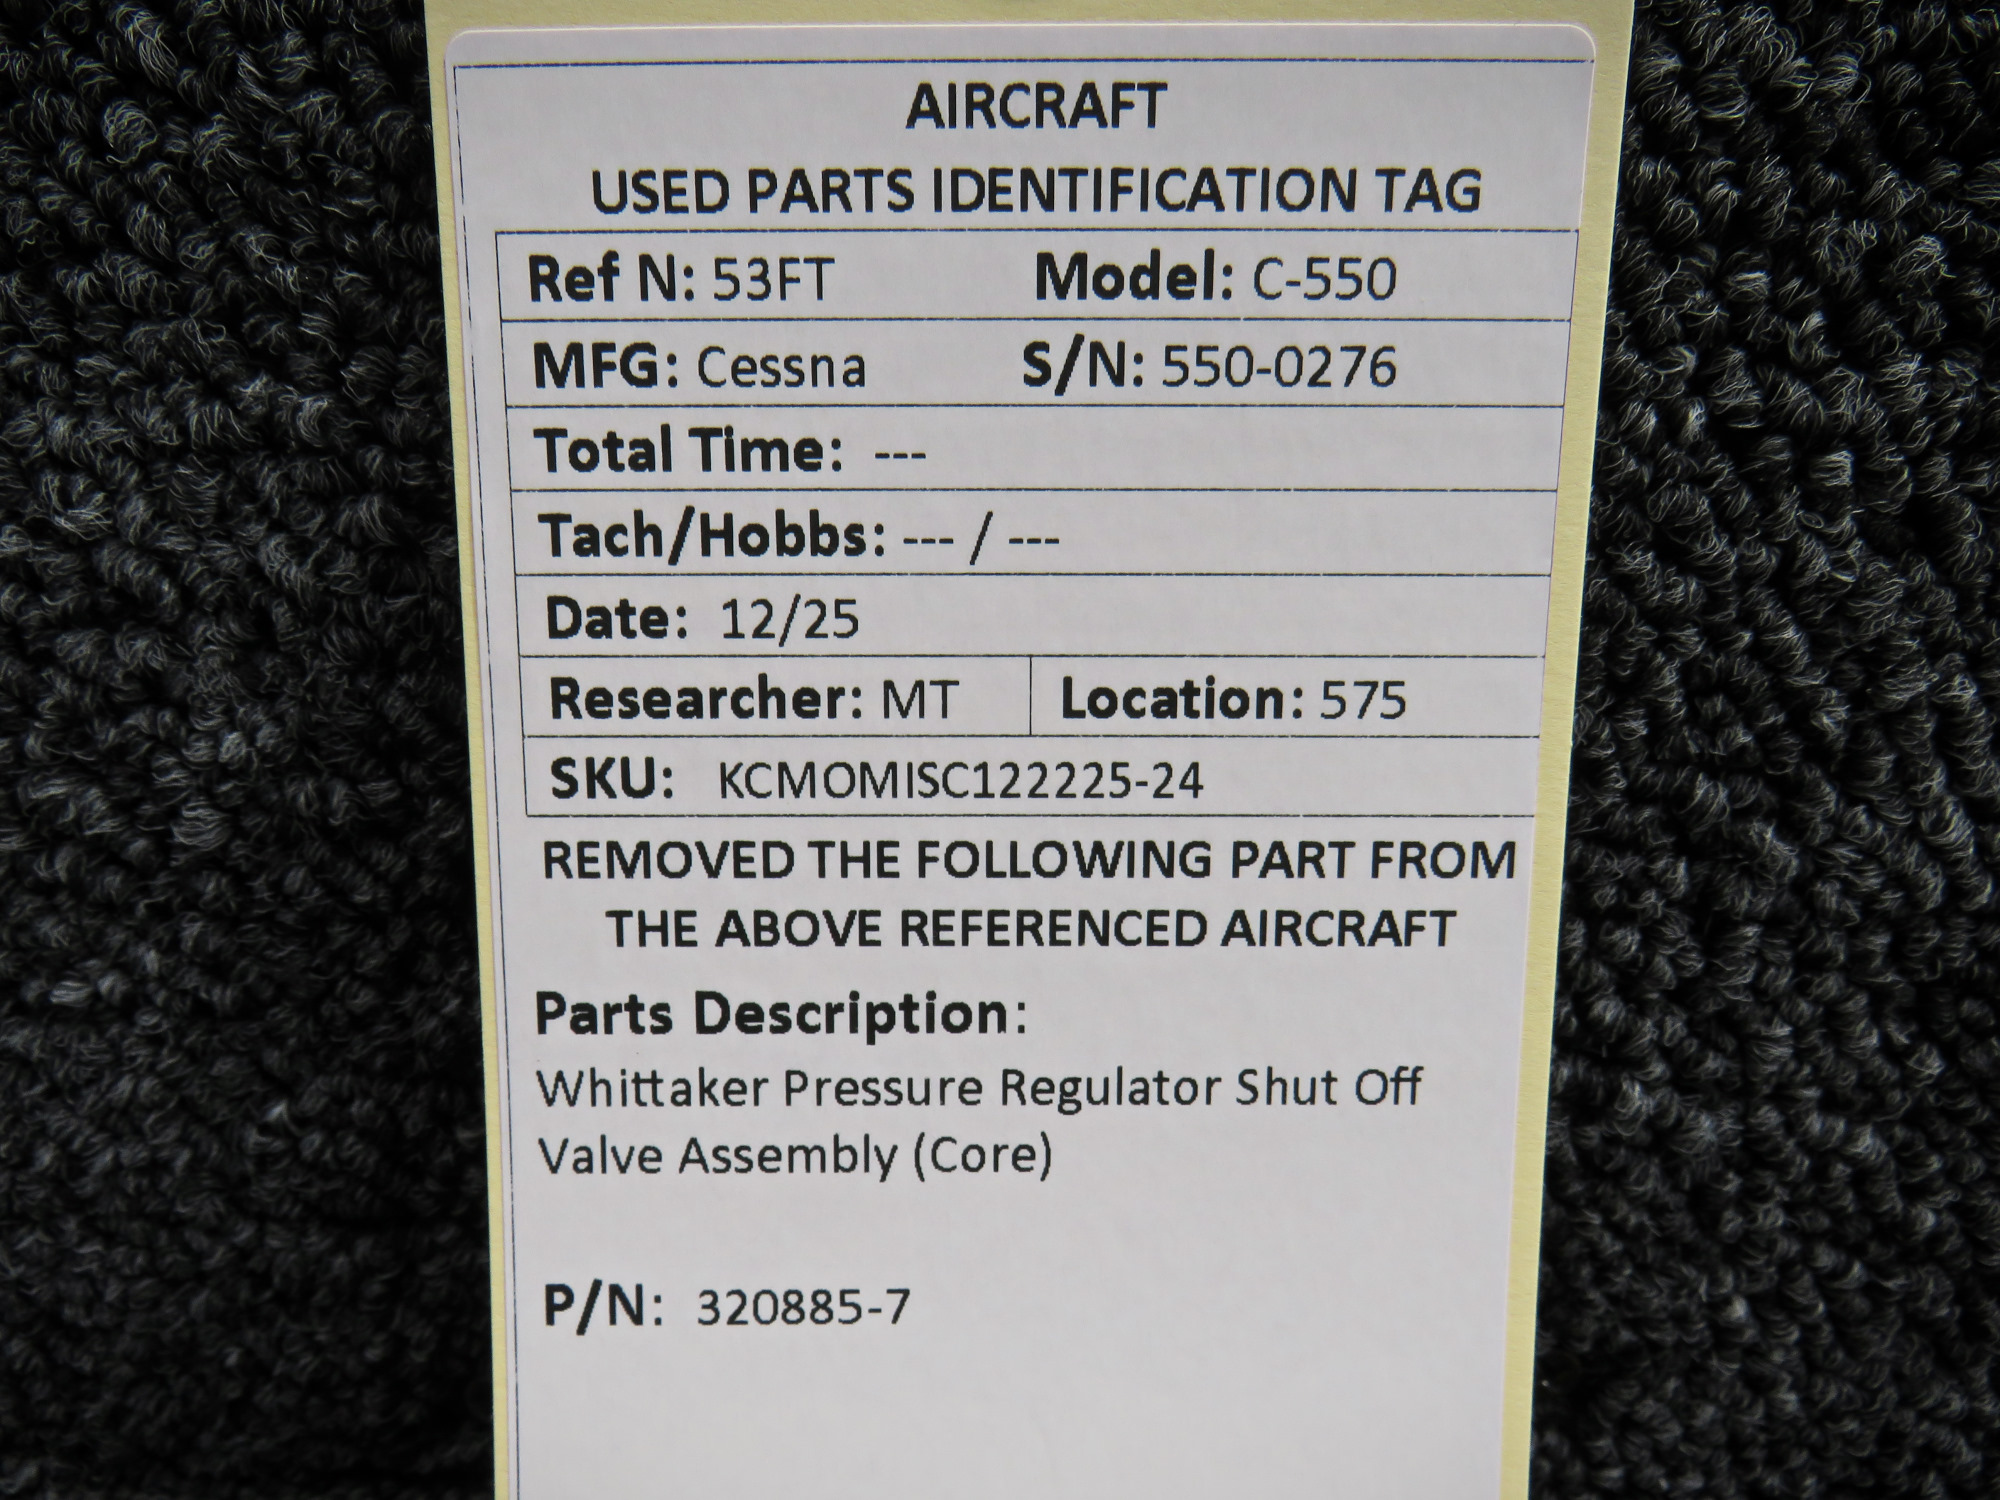 AIRCRAFT
USED PARTS IDENTIFICATION TAG
Ref N: 53FT Model: C-550
MFG: Cessna S/N: 550-0276
Total Time: ---
Tach/Hobbs: --- / ---
Date: 12/25
Researcher: MT Location: 575
SKU: KCMOMISC122225-24
REMOVED THE FOLLOWING PART FROM
THE ABOVE REFERENCED AIRCRAFT
Parts Description:
Whittaker Pressure Regulator Shut Off
Valve Assembly (Core)
P/N: 320885-7